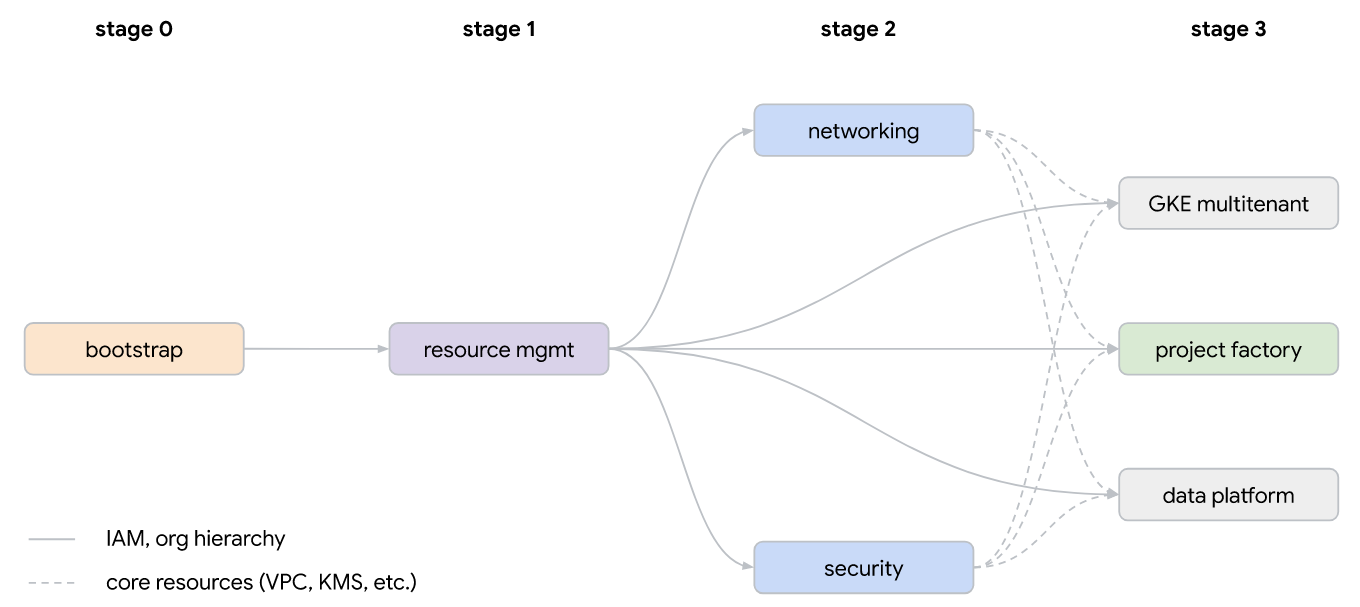 stage 0
stage 1
stage 2
stage 3
networking
GKE multitenant
bootstrap
resource mgmt
project factory
data platform
security
IAM, org hierarchy
core resources (VPC, KMS, etc.)